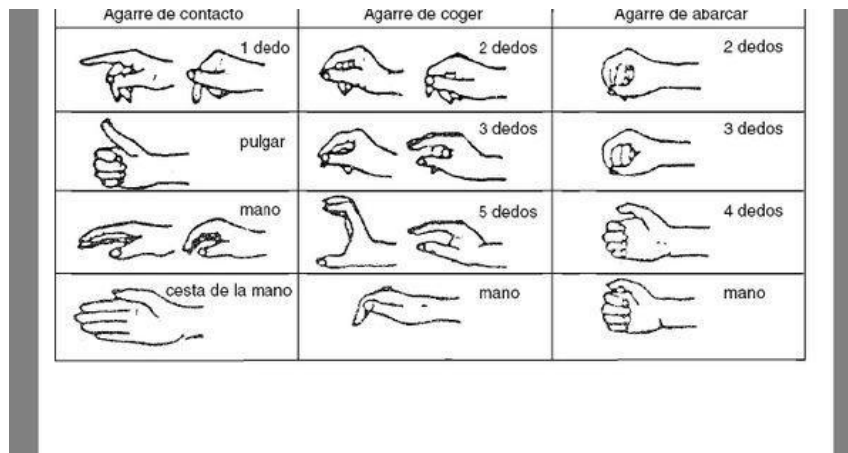 Agarre de contacto Agarre de coger Agarre de abarcar
1 dedo 2 dedos 2 dedos
pulgar 3 dedos 3 dedos
mano 5 dedos 4 dedos
cesta de la mano mano mano